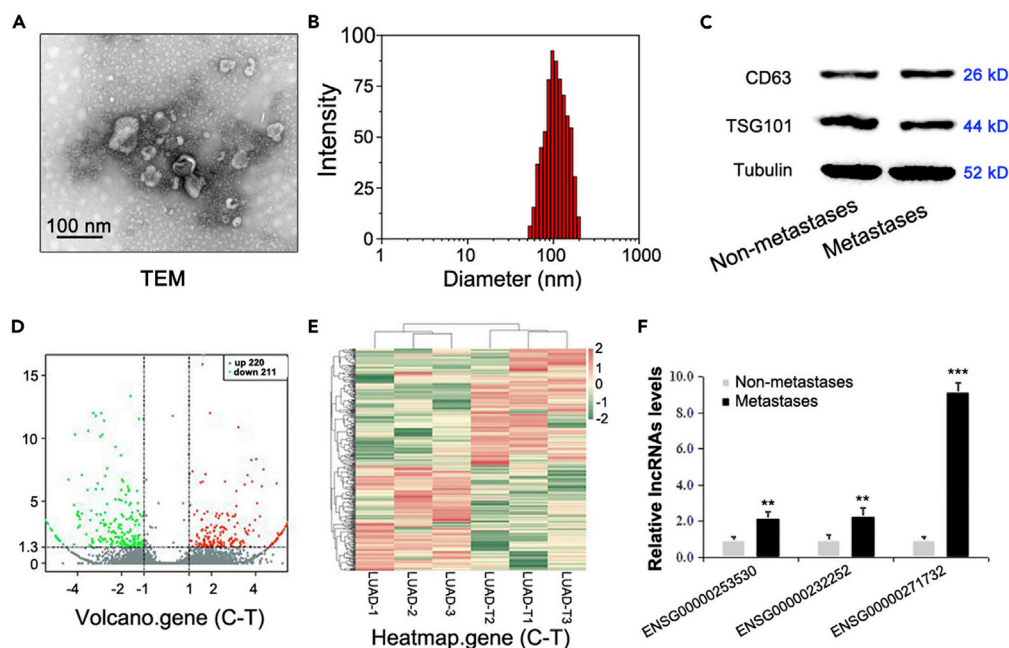 A
100 nm
TEM
B
100
75
50
25
0
Intensity
1
10
100
1000
Diameter (nm)
C
CD63
26 kD
TSG101
44 kD
Tubulin
52 kD
Non-metastases
Metastases
D
up 220
down 211
15
10
5
1.3
0
-4
-2
-1
1
2
4
Volcano.gene (C-T)
E
2
1
0
-1
-2
LUAD-1
LUAD-2
LUAD-3
LUAD-T2
LUAD-T1
LUAD-T3
Heatmap.gene (C-T)
F
Relative lncRNAs levels
10.0
8.0
6.0
4.0
2.0
0.0
Non-metastases
Metastases
**
**
***
ENSG00000253530
ENSG00000232252
ENSG00000271732